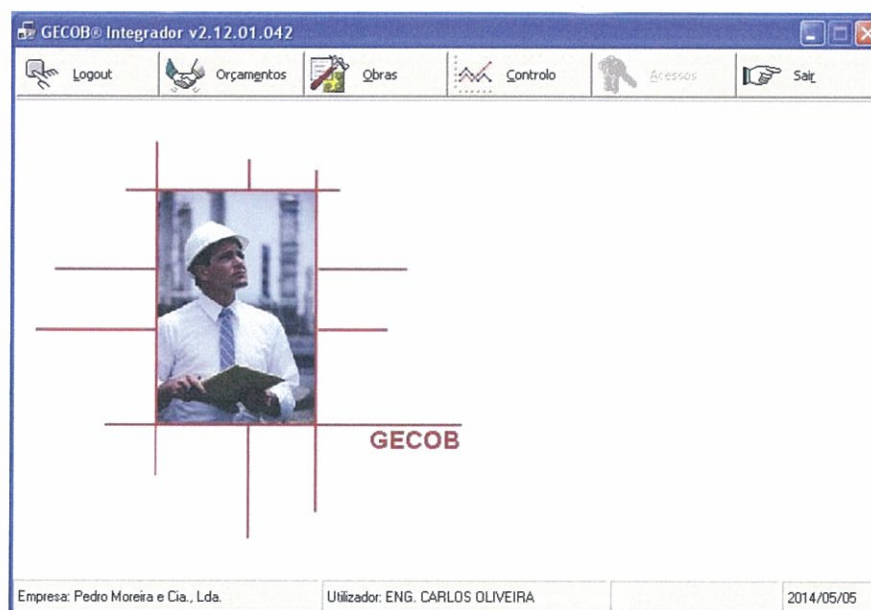 GECOB® Integrador v2.12.01.042
Logout Orçamentos Obras Controlo Acessos Sair
GECOB
Empresa: Pedro Moreira e Cia., Lda. Utilizador: ENG. CARLOS OLIVEIRA 2014/05/05